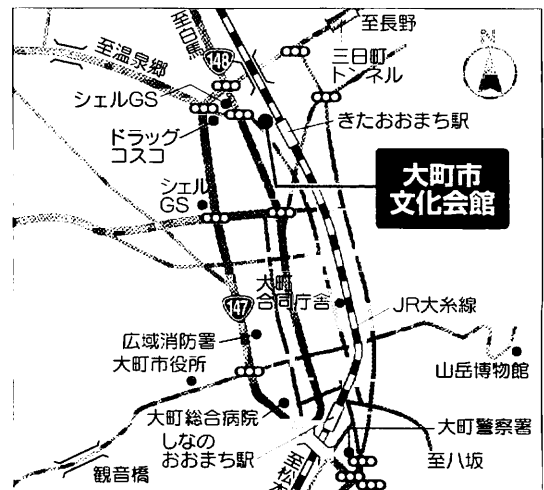 至長野
至白馬
148
N
至温泉郷
三日町
トンネル
シェルGS
きたおおまち駅
ドラッグ
コスコ
大町市
文化会館
シェル
GS
大町
合同庁舎
147
JR大糸線
広域消防署
大町市役所
山岳博物館
大町総合病院
しなの
おおまち駅
大町警察署
至八坂
観音橋
至松本